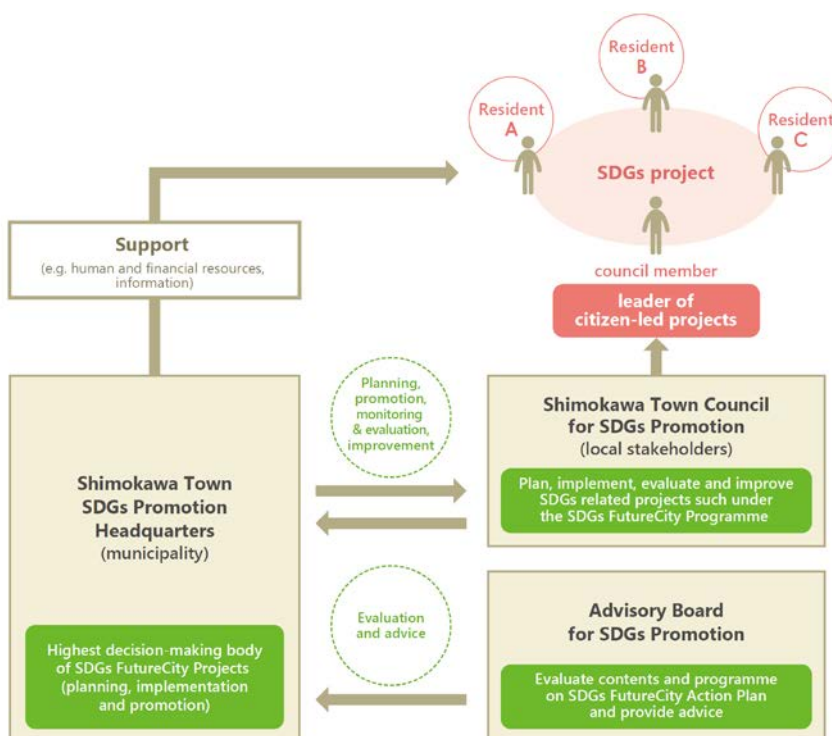 Resident
B
Resident
A
Resident
C
SDGs project
Support
(e.g. human and financial resources,
information)
council member
leader of
citizen-led projects
Planning,
promotion,
monitoring
& evaluation,
improvement
Shimokawa Town Council
for SDGs Promotion
(local stakeholders)
Plan, implement, evaluate and improve
SDGs related projects such under
the SDGs FutureCity Programme
Shimokawa Town
SDGs Promotion
Headquarters
(municipality)
Highest decision-making body
of SDGs FutureCity Projects
(planning, implementation
and promotion)
Evaluation
and advice
Advisory Board
for SDGs Promotion
Evaluate contents and programme
on SDGs FutureCity Action Plan
and provide advice